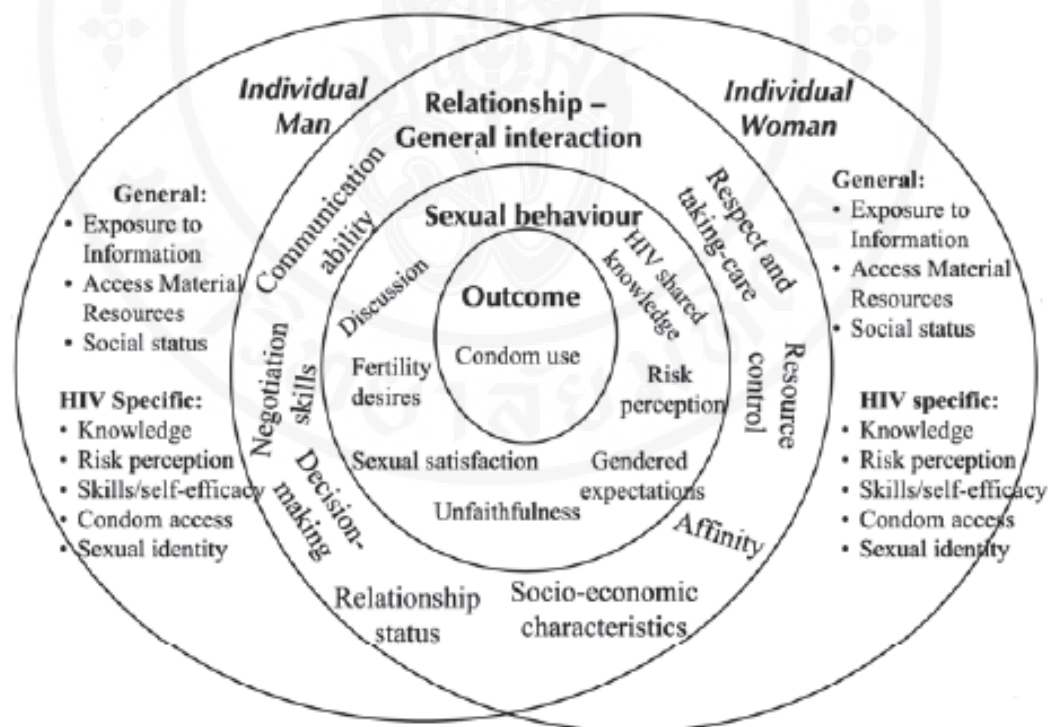 Individual
Man
General:
• Exposure to
Information
• Access Material
Resources
• Social status
HIV Specific:
• Knowledge
• Risk perception
• Skills/self-efficacy
• Condom access
• Sexual identity
Relationship –
General interaction
Communication
ability
Negotiation
skills
Decision-
making
Relationship
status
Socio-economic
characteristics
Affinity
Resource
control
Respect and
taking-care
Sexual behaviour
Discussion
Fertility
desires
Sexual satisfaction
Unfaithfulness
Gendered
expectations
Risk
perception
HIV shared
knowledge
Outcome
Condom use
Individual
Woman
General:
• Exposure to
Information
• Access Material
Resources
• Social status
HIV specific:
• Knowledge
• Risk perception
• Skills/self-efficacy
• Condom access
• Sexual identity